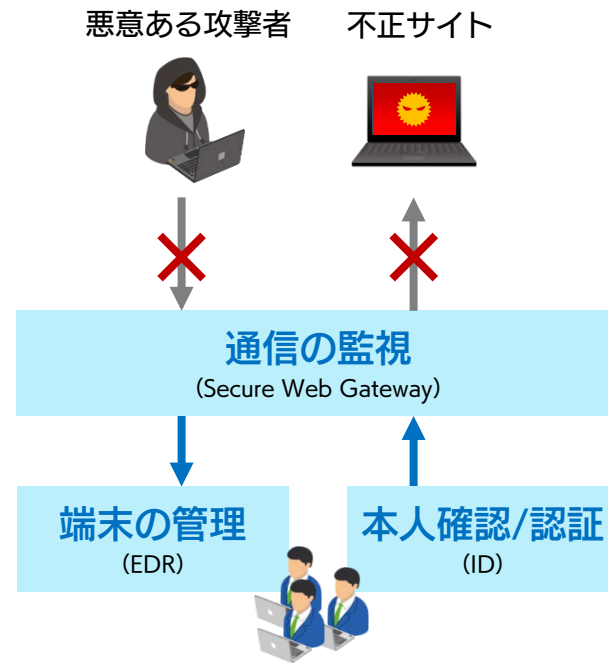 悪意ある攻撃者
不正サイト
通信の監視
(Secure Web Gateway)
端末の管理
(EDR)
本人確認/認証
(ID)